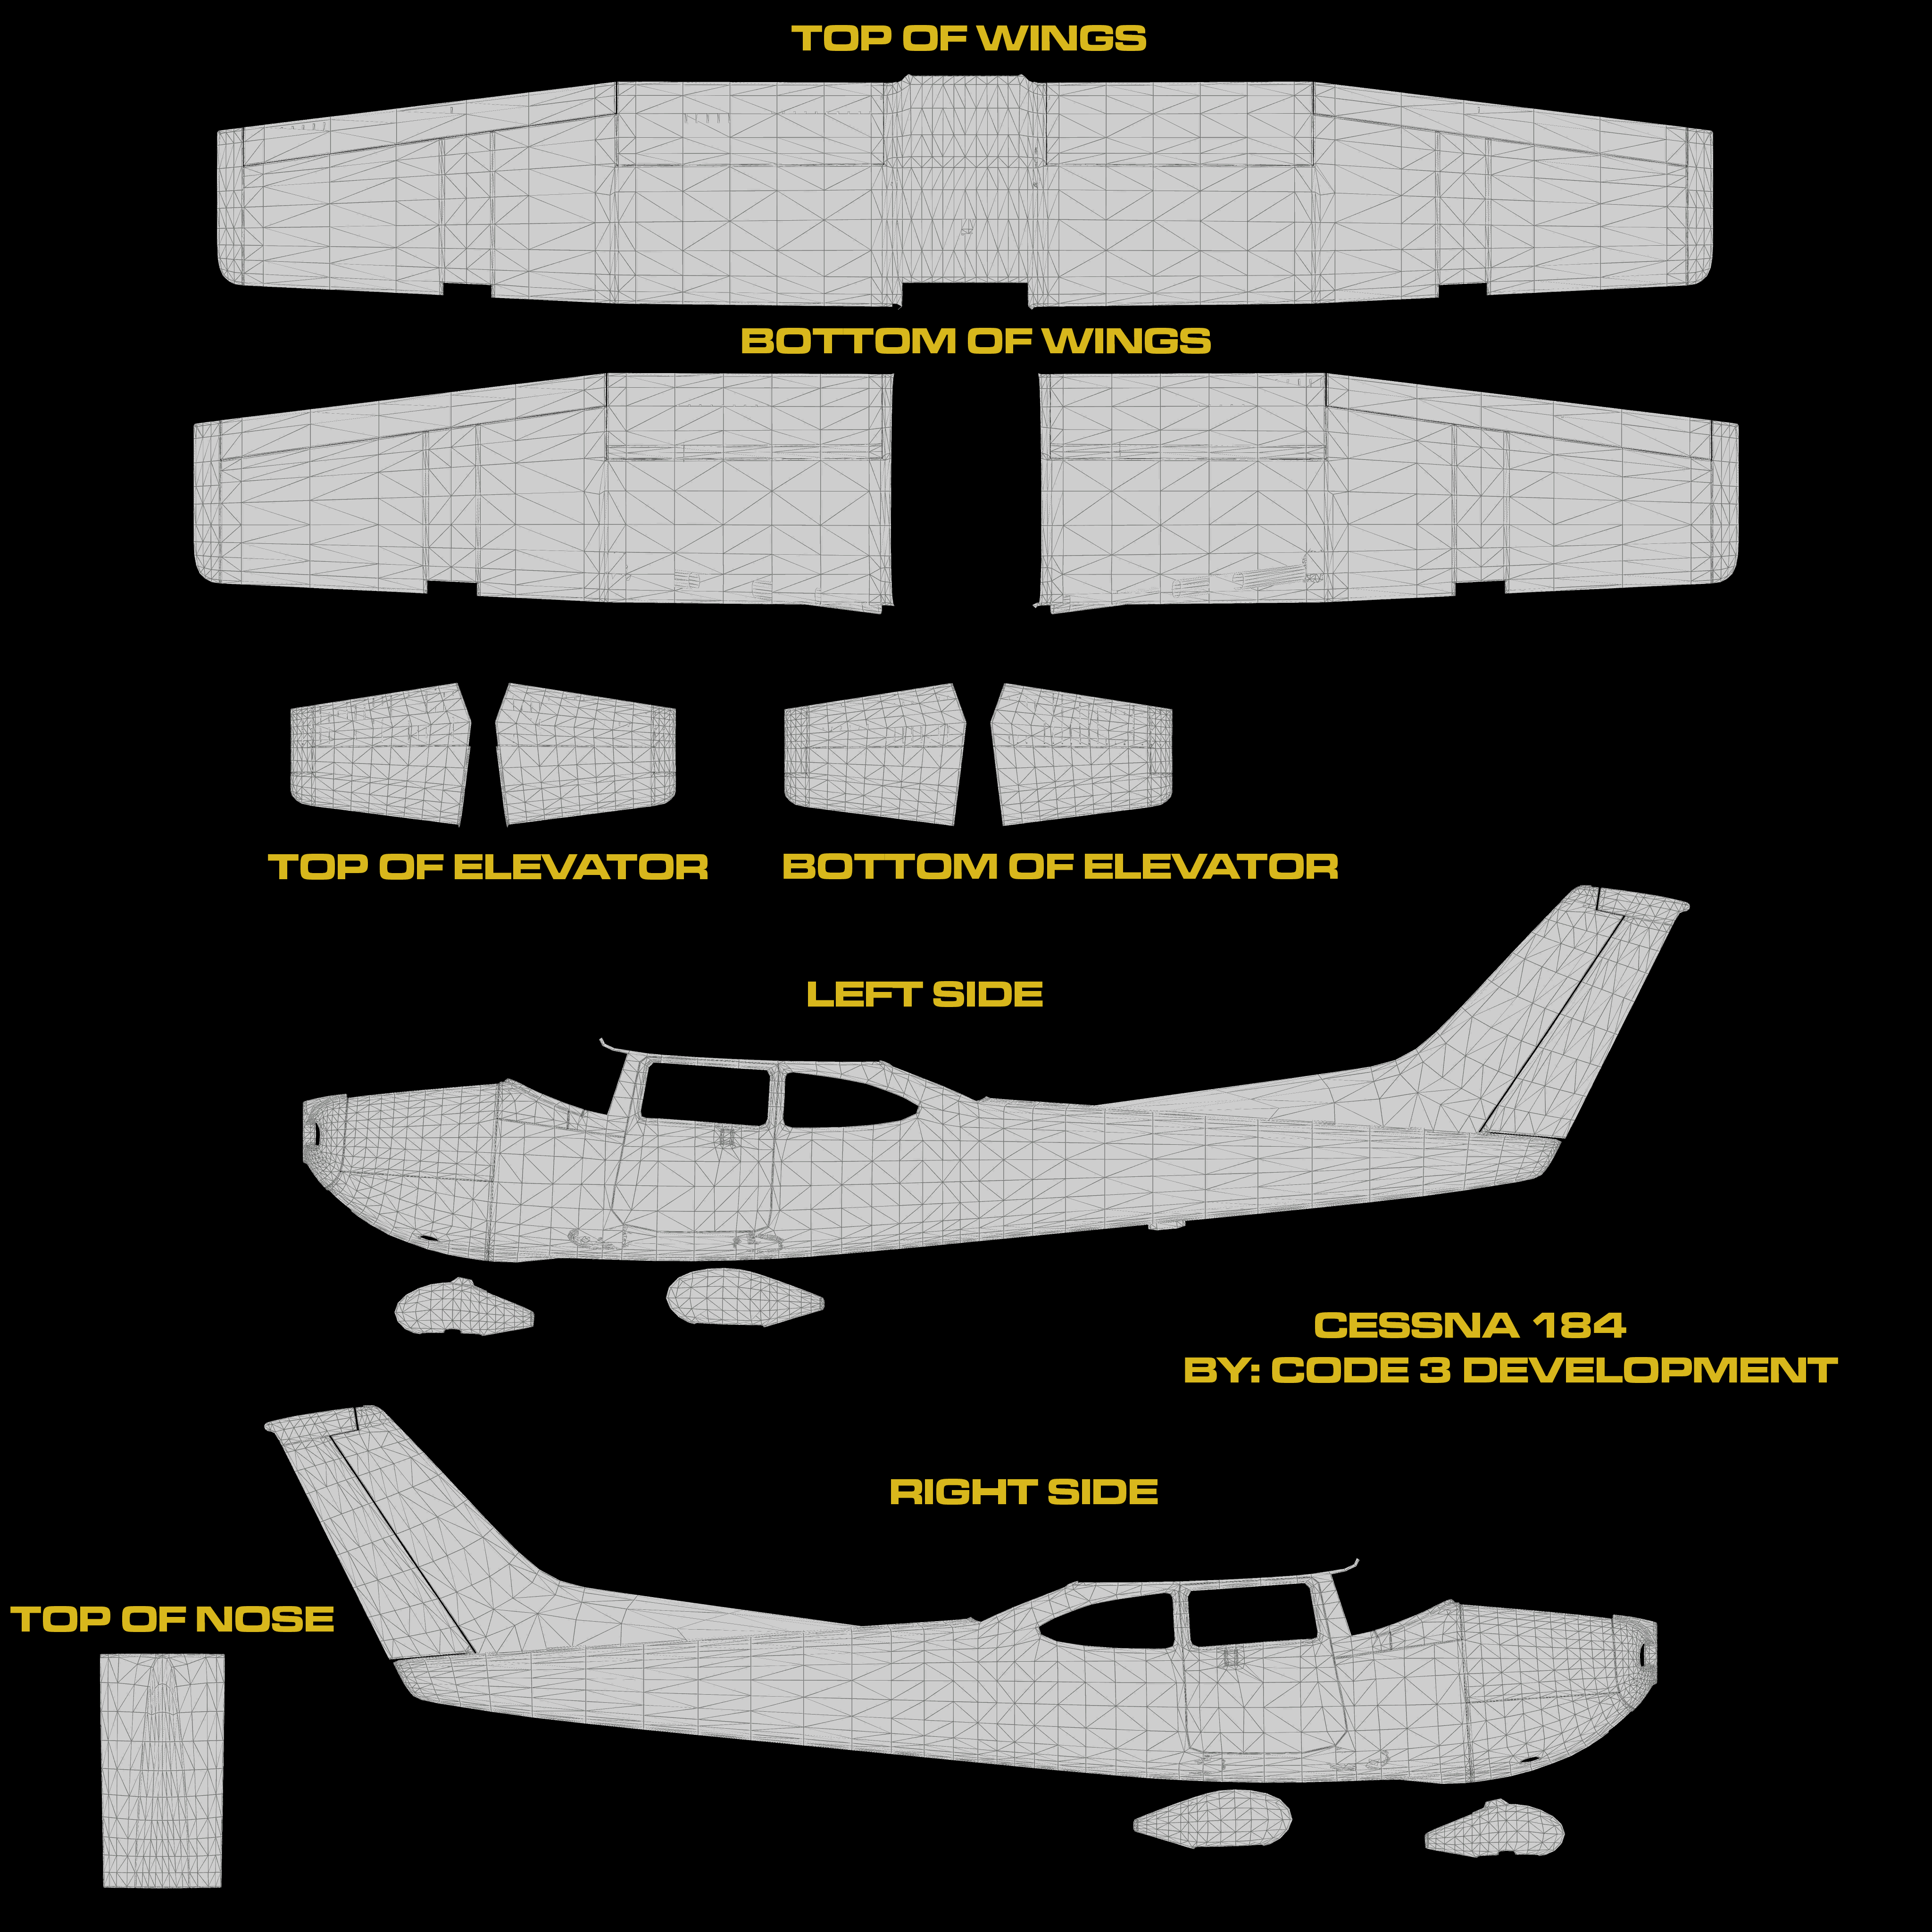 TOP OF WINGS
BOTTOM OF WINGS
TOP OF ELEVATOR
BOTTOM OF ELEVATOR
LEFT SIDE
CESSNA 184
BY: CODE 3 DEVELOPMENT
RIGHT SIDE
TOP OF NOSE